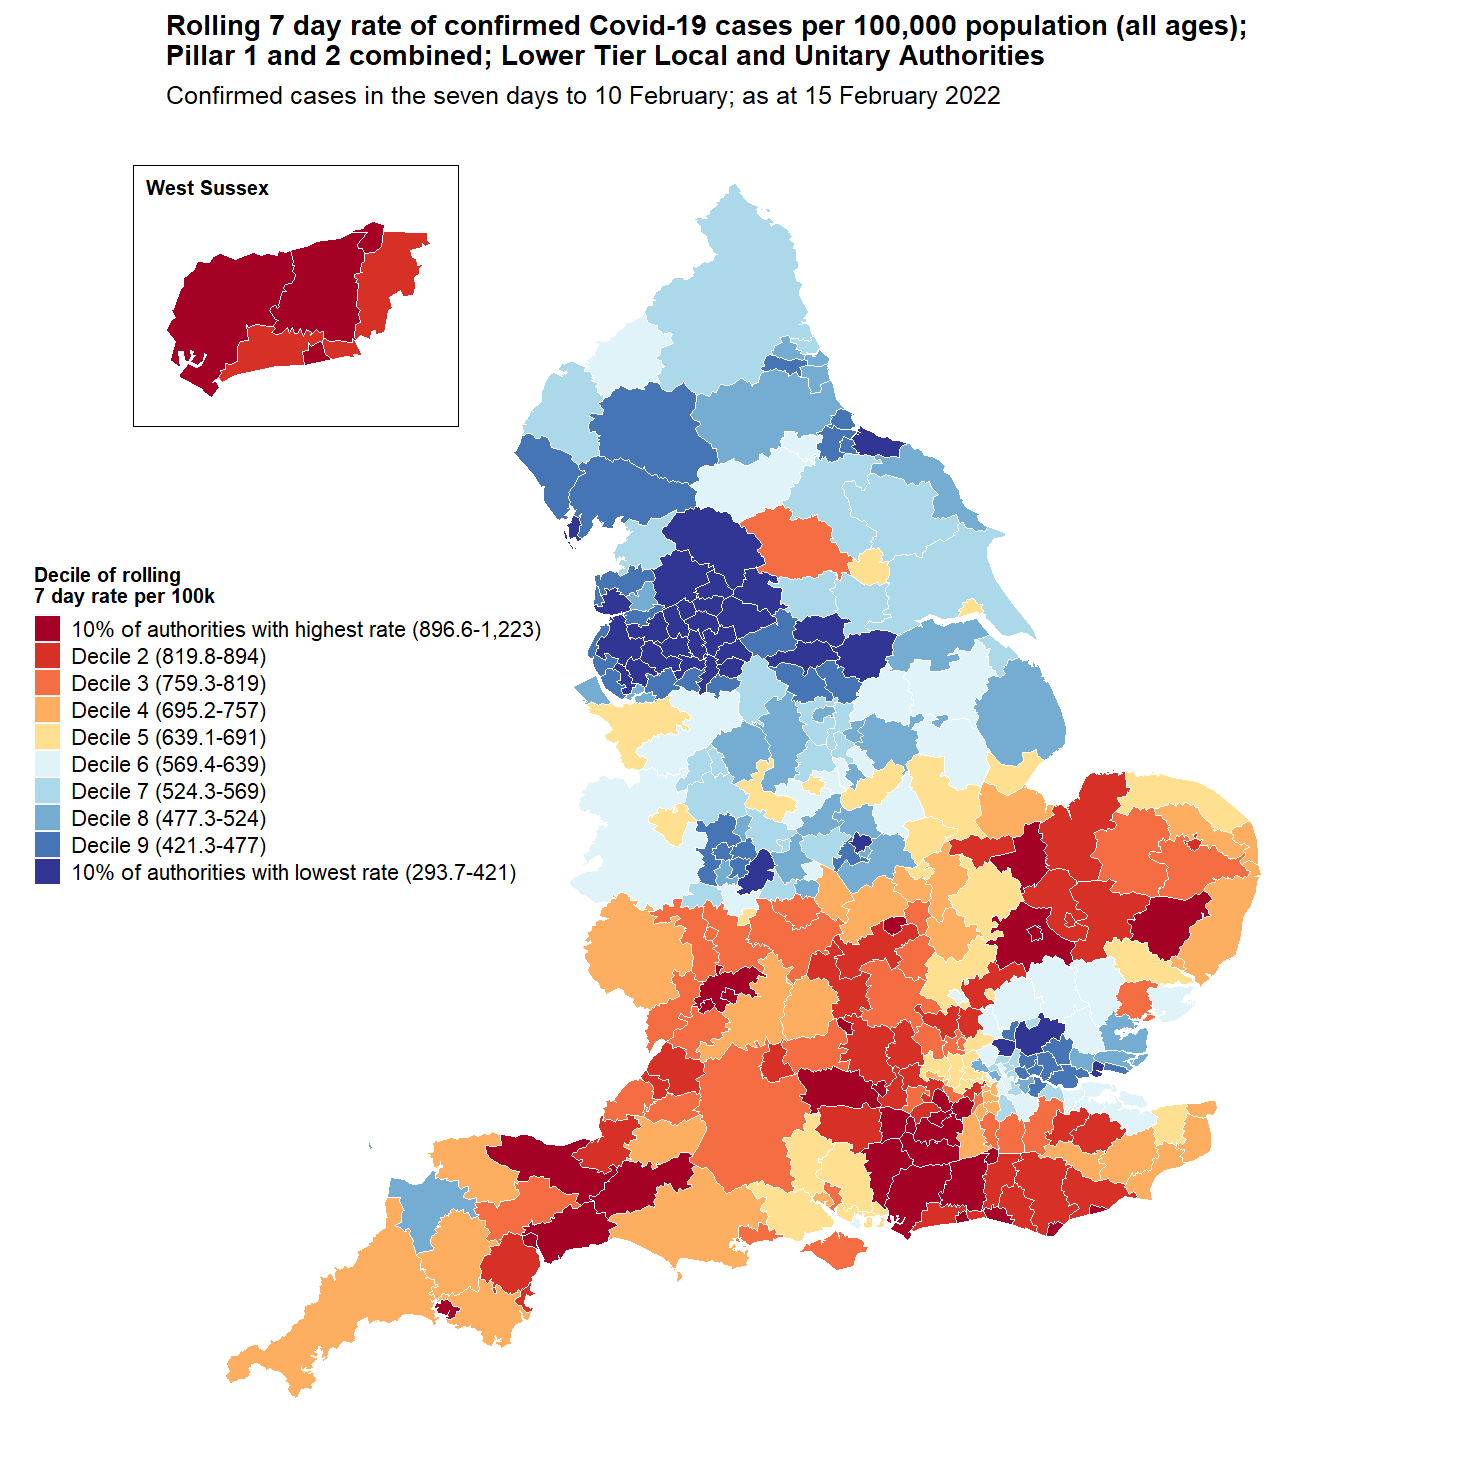 Rolling 7 day rate of confirmed Covid-19 cases per 100,000 population (all ages);
Pillar 1 and 2 combined; Lower Tier Local and Unitary Authorities
Confirmed cases in the seven days to 10 February; as at 15 February 2022
West Sussex
Decile of rolling
7 day rate per 100k
10% of authorities with highest rate (896.6-1,223)
Decile 2 (819.8-894)
Decile 3 (759.3-819)
Decile 4 (695.2-757)
Decile 5 (639.1-691)
Decile 6 (569.4-639)
Decile 7 (524.3-569)
Decile 8 (477.3-524)
Decile 9 (421.3-477)
10% of authorities with lowest rate (293.7-421)